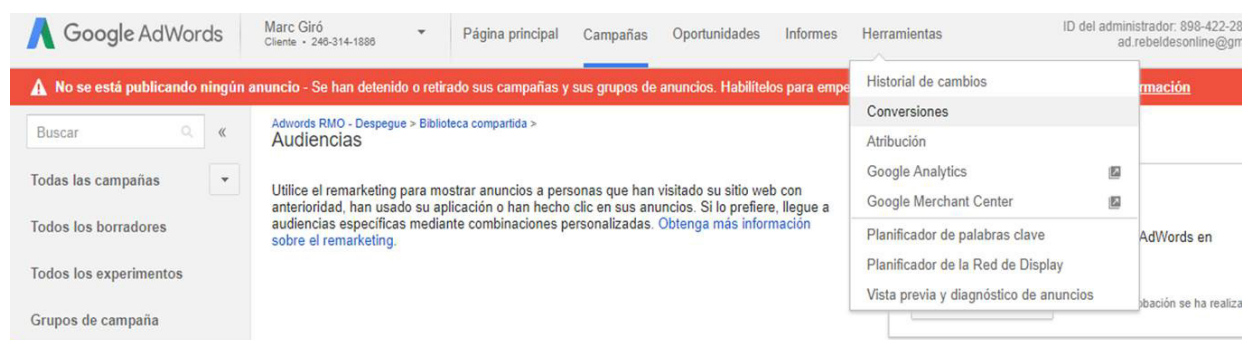 Google AdWords
Marc Giró
Cliente • 246-314-1886
Página principal
Campañas
Oportunidades
Informes
Herramientas
ID del administrador: 898-422-28
ad.rebeldesonline@gm
No se está publicando ningún anuncio - Se han detenido o retirado sus campañas y sus grupos de anuncios. Habilítelos para empe
rmación
Buscar
«
Todas las campañas
Todos los borradores
Todos los experimentos
Grupos de campaña
Adwords RMO - Despegue > Biblioteca compartida >
Audiencias
Utilice el remarketing para mostrar anuncios a personas que han visitado su sitio web con
anterioridad, han usado su aplicación o han hecho clic en sus anuncios. Si lo prefiere, llegue a
audiencias específicas mediante combinaciones personalizadas. Obtenga más información
sobre el remarketing.
Historial de cambios
Conversiones
Atribución
Google Analytics
Google Merchant Center
Planificador de palabras clave
Planificador de la Red de Display
Vista previa y diagnóstico de anuncios
AdWords en
obación se ha realiza